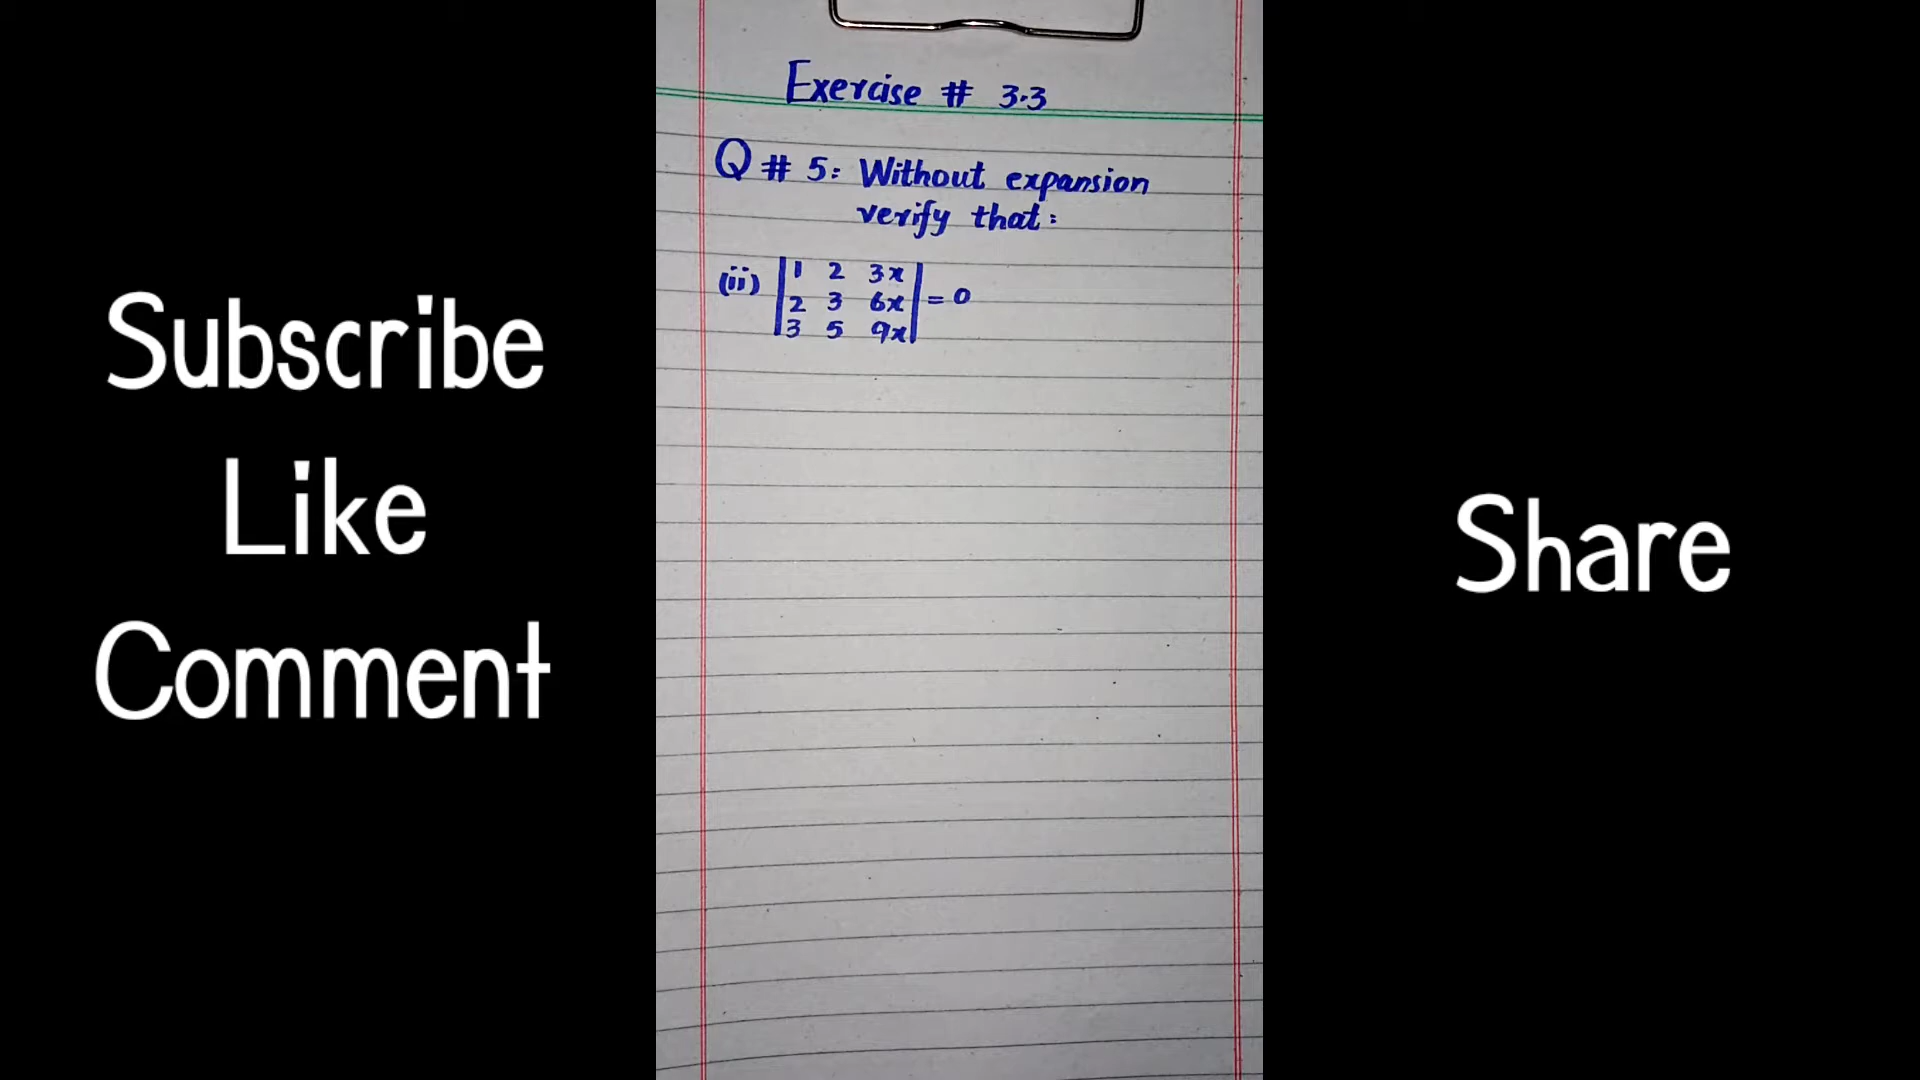 Subscribe
Like
Comment
Exercise # 3.3
Q # 5: Without expansion
verify that:
(ii) | 1 2 3x |
| 2 3 6x | = 0
| 3 5 9x |
Share